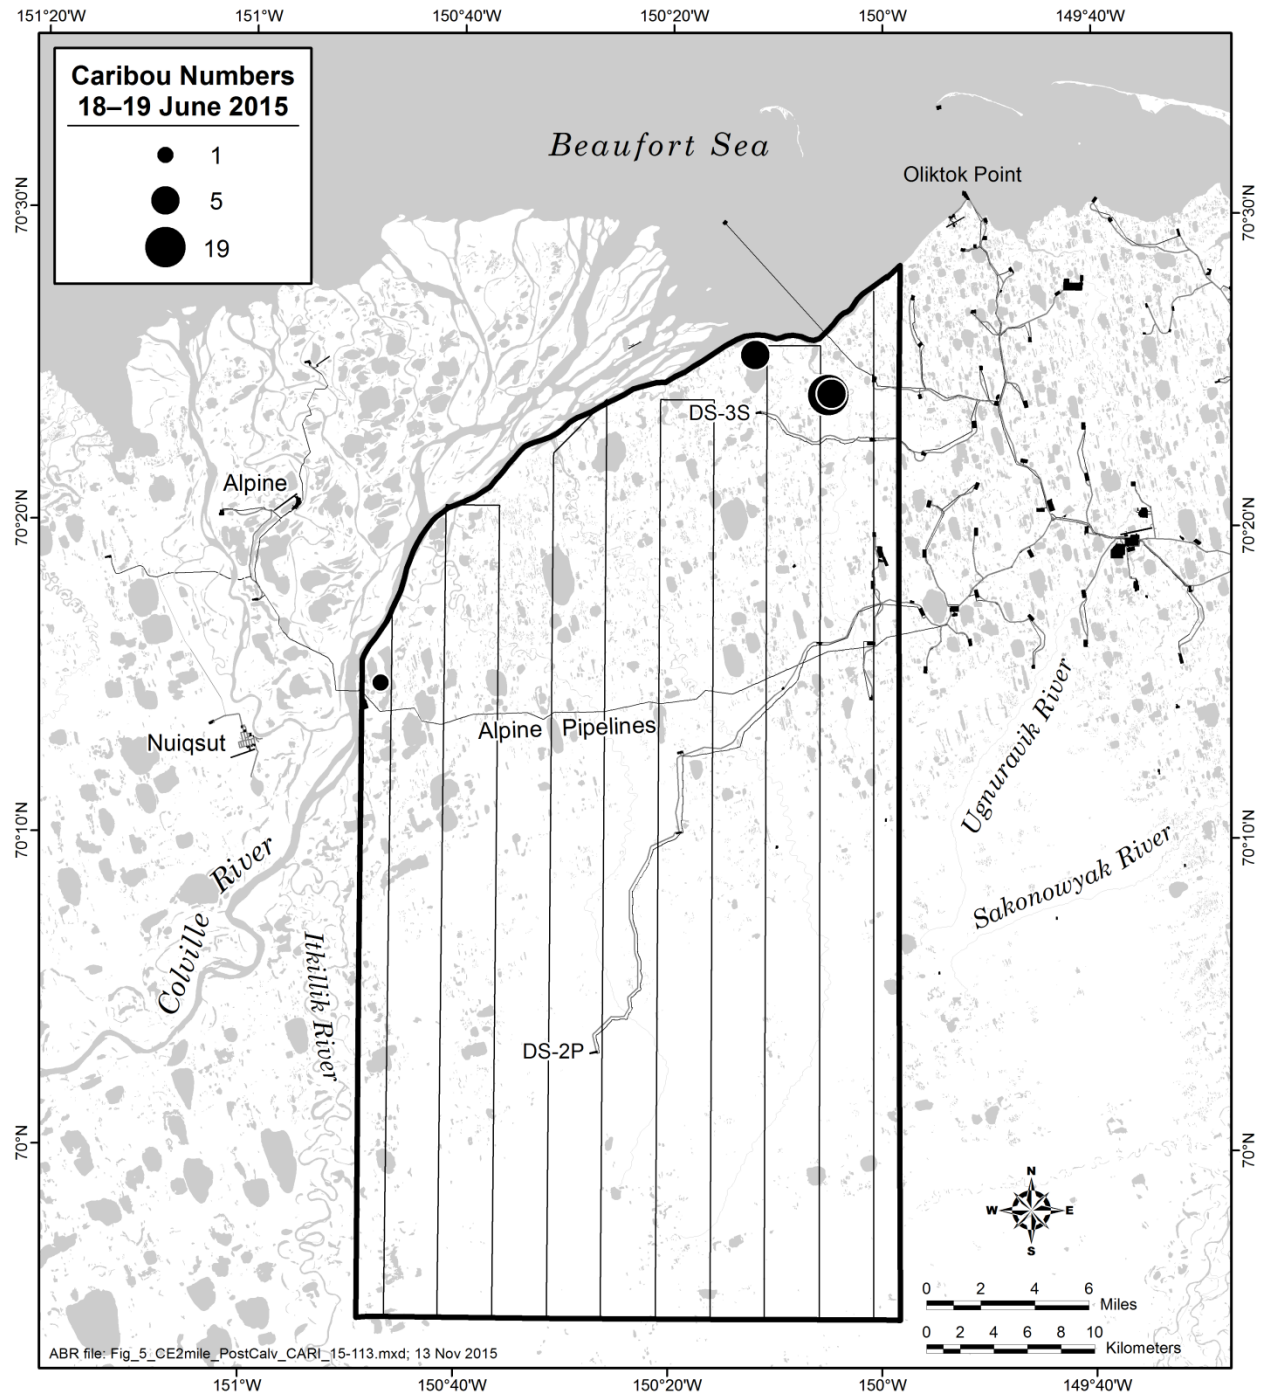 151°20'W
151°W
150°40'W
150°20'W
150°W
149°40'W
Caribou Numbers
18–19 June 2015
1
5
19
Beaufort Sea
Oliktok Point
70°30'N
70°30'N
DS-3S
Alpine
70°20'N
70°20'N
Nuiqsut
Alpine Pipelines
Ugnuravik River
70°10'N
70°10'N
Colville River
Sakonowyak River
Itkillik River
DS-2P
70°N
70°N
N
W E
S
0 2 4 6
Miles
0 2 4 6 8 10
Kilometers
ABR file: Fig_5_CE2mile_PostCalv_CARI_15-113.mxd; 13 Nov 2015
151°W
150°40'W
150°20'W
150°W
149°40'W